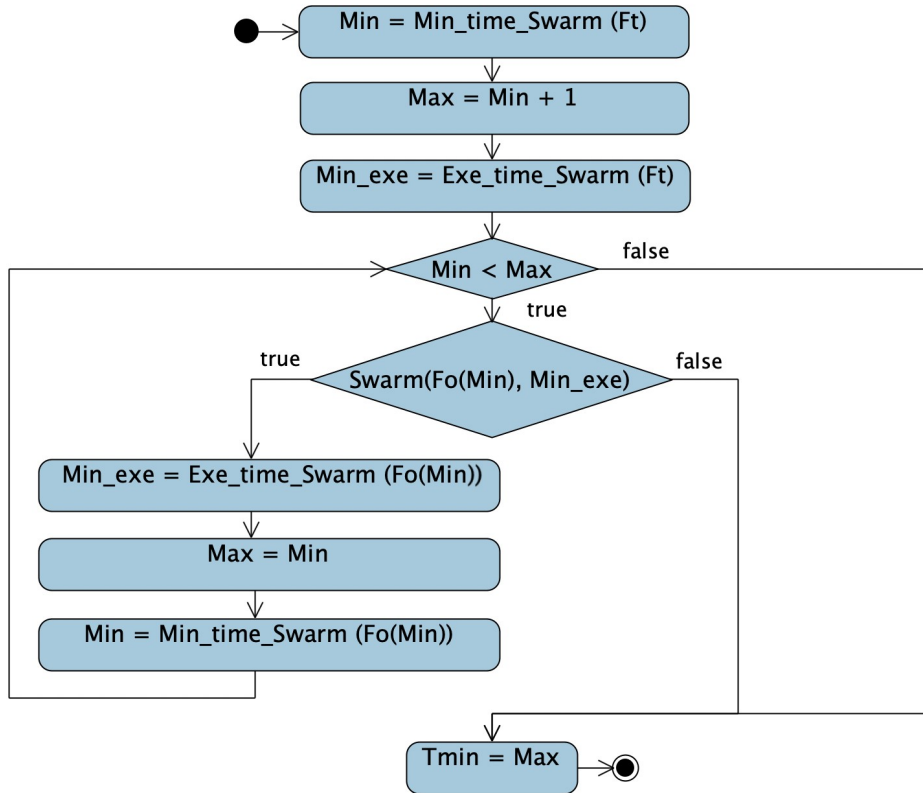 Min = Min_time_Swarm (Ft)
Max = Min + 1
Min_exe = Exe_time_Swarm (Ft)
Min < Max
false
true
true
Swarm(Fo(Min), Min_exe)
false
Min_exe = Exe_time_Swarm (Fo(Min))
Max = Min
Min = Min_time_Swarm (Fo(Min))
Tmin = Max